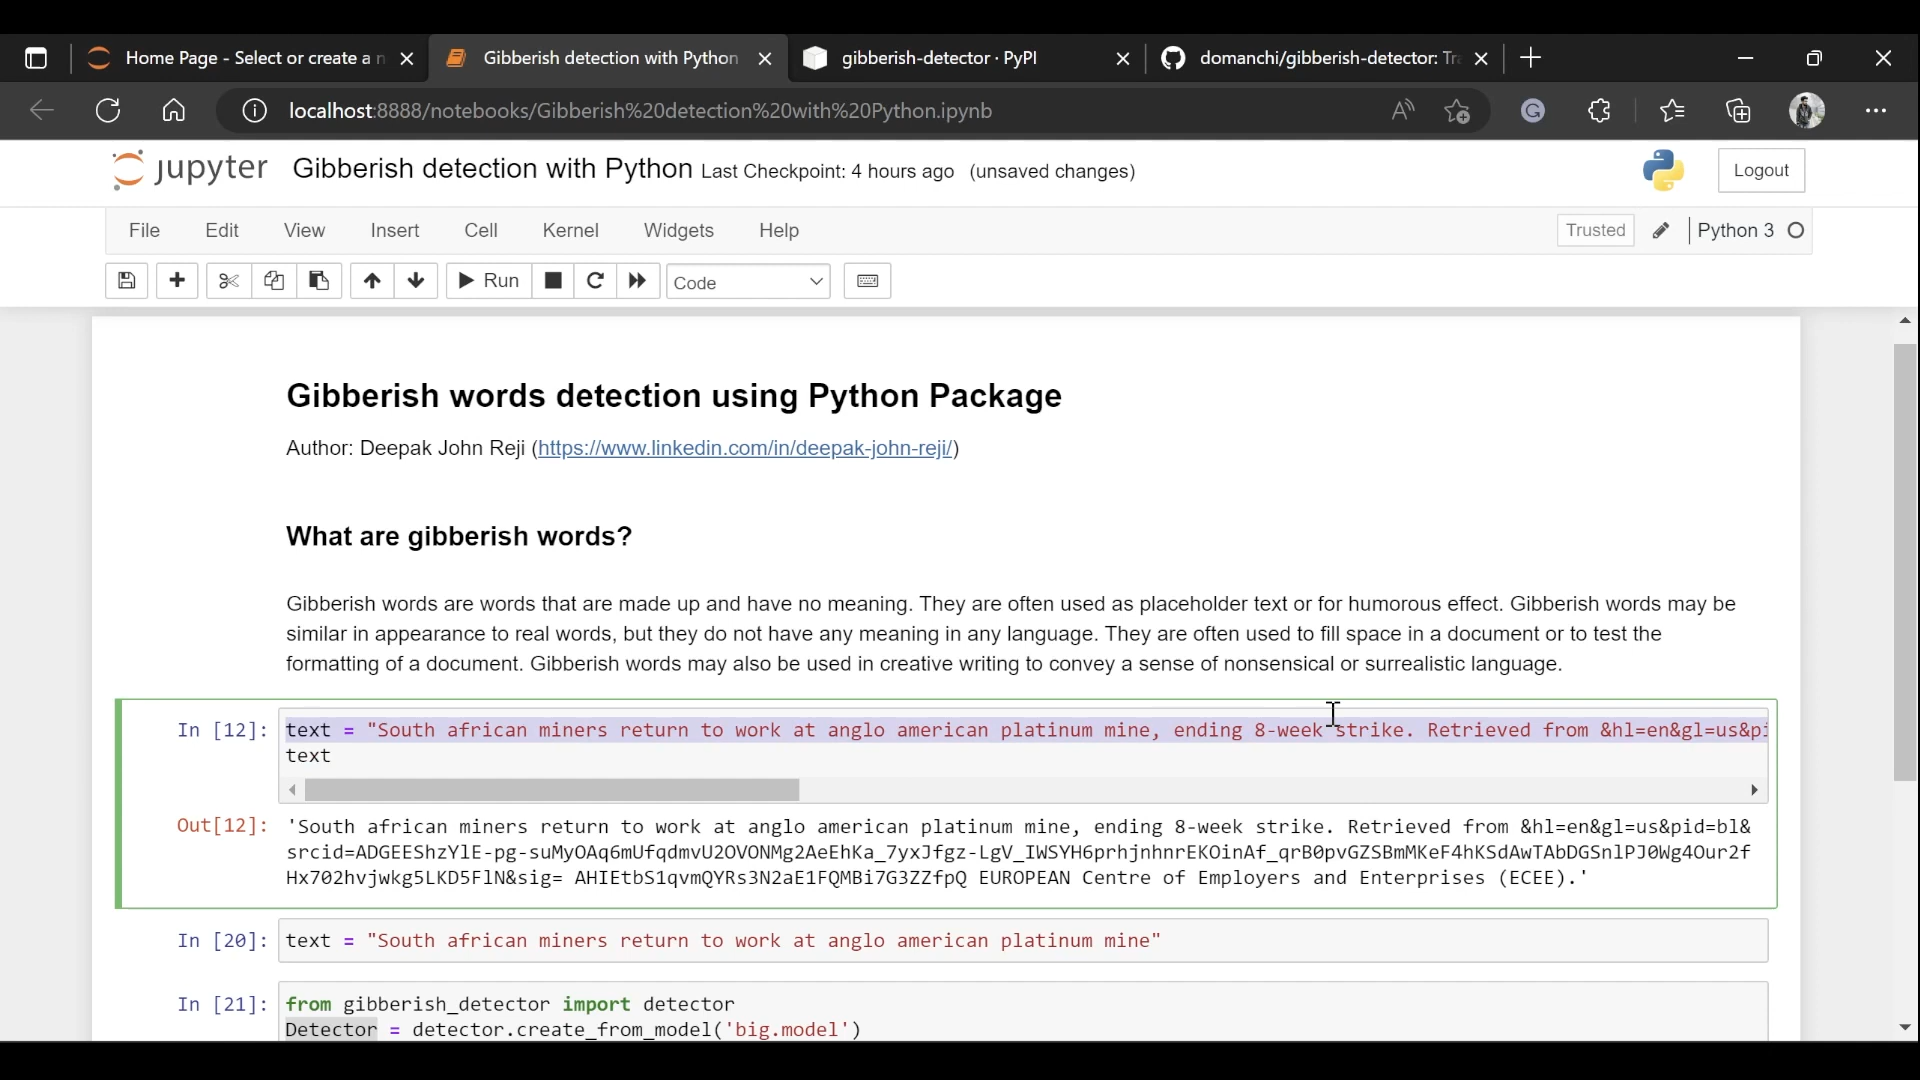 Home Page - Select or create a n
Gibberish detection with Python
gibberish-detector · PyPI
domanchi/gibberish-detector: Tra
localhost:8888/notebooks/Gibberish%20detection%20with%20Python.ipynb
jupyter Gibberish detection with Python Last Checkpoint: 4 hours ago (unsaved changes)
Logout
File Edit View Insert Cell Kernel Widgets Help
Trusted Python 3
Run Code
Gibberish words detection using Python Package
Author: Deepak John Reji (https://www.linkedin.com/in/deepak-john-reji/)
What are gibberish words?
Gibberish words are words that are made up and have no meaning. They are often used as placeholder text or for humorous effect. Gibberish words may be
similar in appearance to real words, but they do not have any meaning in any language. They are often used to fill space in a document or to test the
formatting of a document. Gibberish words may also be used in creative writing to convey a sense of nonsensical or surrealistic language.
In [12]: text = "South african miners return to work at anglo american platinum mine, ending 8-week strike. Retrieved from &hl=en&gl=us&pi
text
Out[12]: 'South african miners return to work at anglo american platinum mine, ending 8-week strike. Retrieved from &hl=en&gl=us&pid=bl&
srcid=ADGEEShzYlE-pg-suMyOAq6mUfqdmvU2OVONMg2AeEhKa_7yxJfgz-LgV_IWSYH6prhjnhnrEKOinAf_qrB0pvGZSBmMKeF4hKSdAwTAbDGSnlPJ0Wg4Our2f
Hx702hvjwkg5LKD5FlN&sig= AHIEtbS1qvmQYRs3N2aE1FQMBi7G3ZZfpQ EUROPEAN Centre of Employers and Enterprises (ECEE).'
In [20]: text = "South african miners return to work at anglo american platinum mine"
In [21]: from gibberish_detector import detector
Detector = detector.create_from_model('big.model')